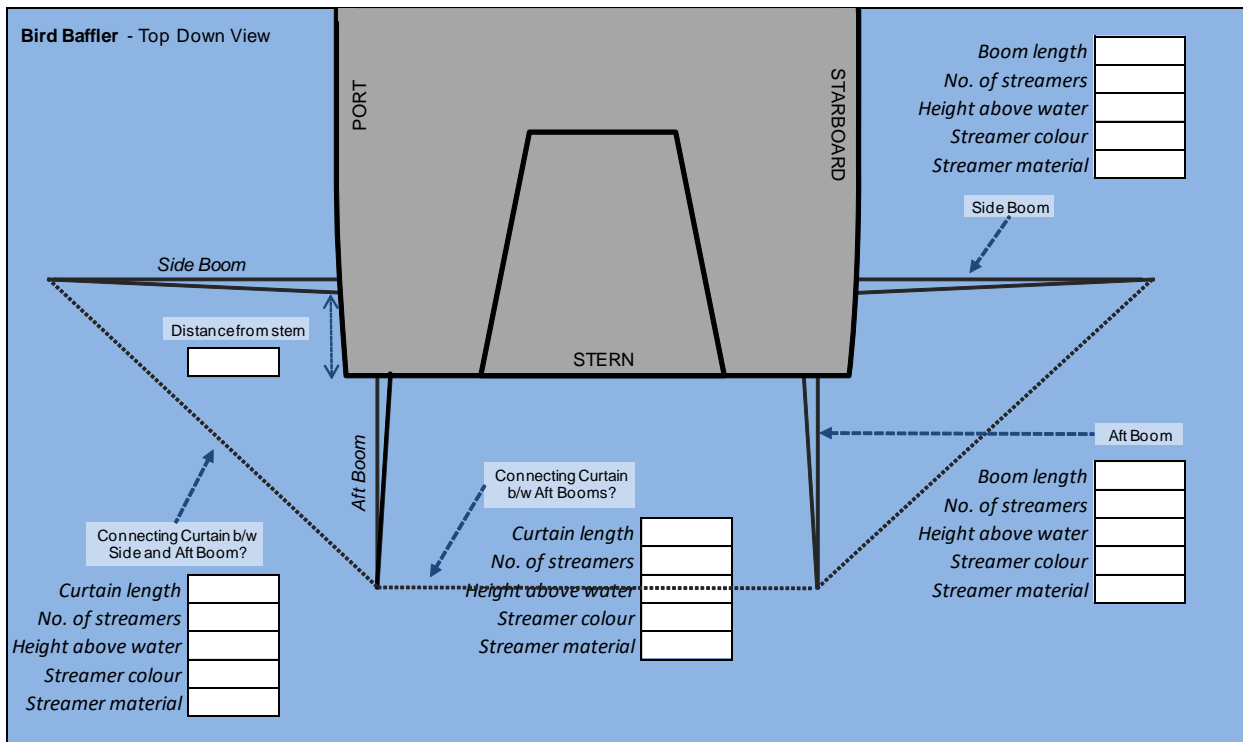 Bird Baffler - Top Down View
PORT
STARBOARD
Boom length
No. of streamers
Height above water
Streamer colour
Streamer material
Side Boom
Side Boom
Distance from stern
STERN
Aft Boom
Aft Boom
Connecting Curtain
b/w Aft Booms?
Boom length
No. of streamers
Height above water
Streamer colour
Streamer material
Connecting Curtain b/w
Side and Aft Boom?
Curtain length
No. of streamers
Height above water
Streamer colour
Streamer material
Curtain length
No. of streamers
Height above water
Streamer colour
Streamer material